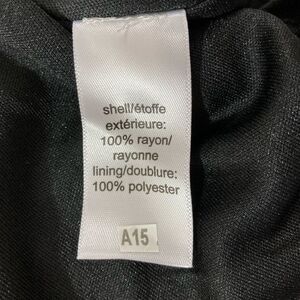 shell/étoffe
extérieure:
100% rayon/
rayonne
lining/doublure:
100% polyester
A15